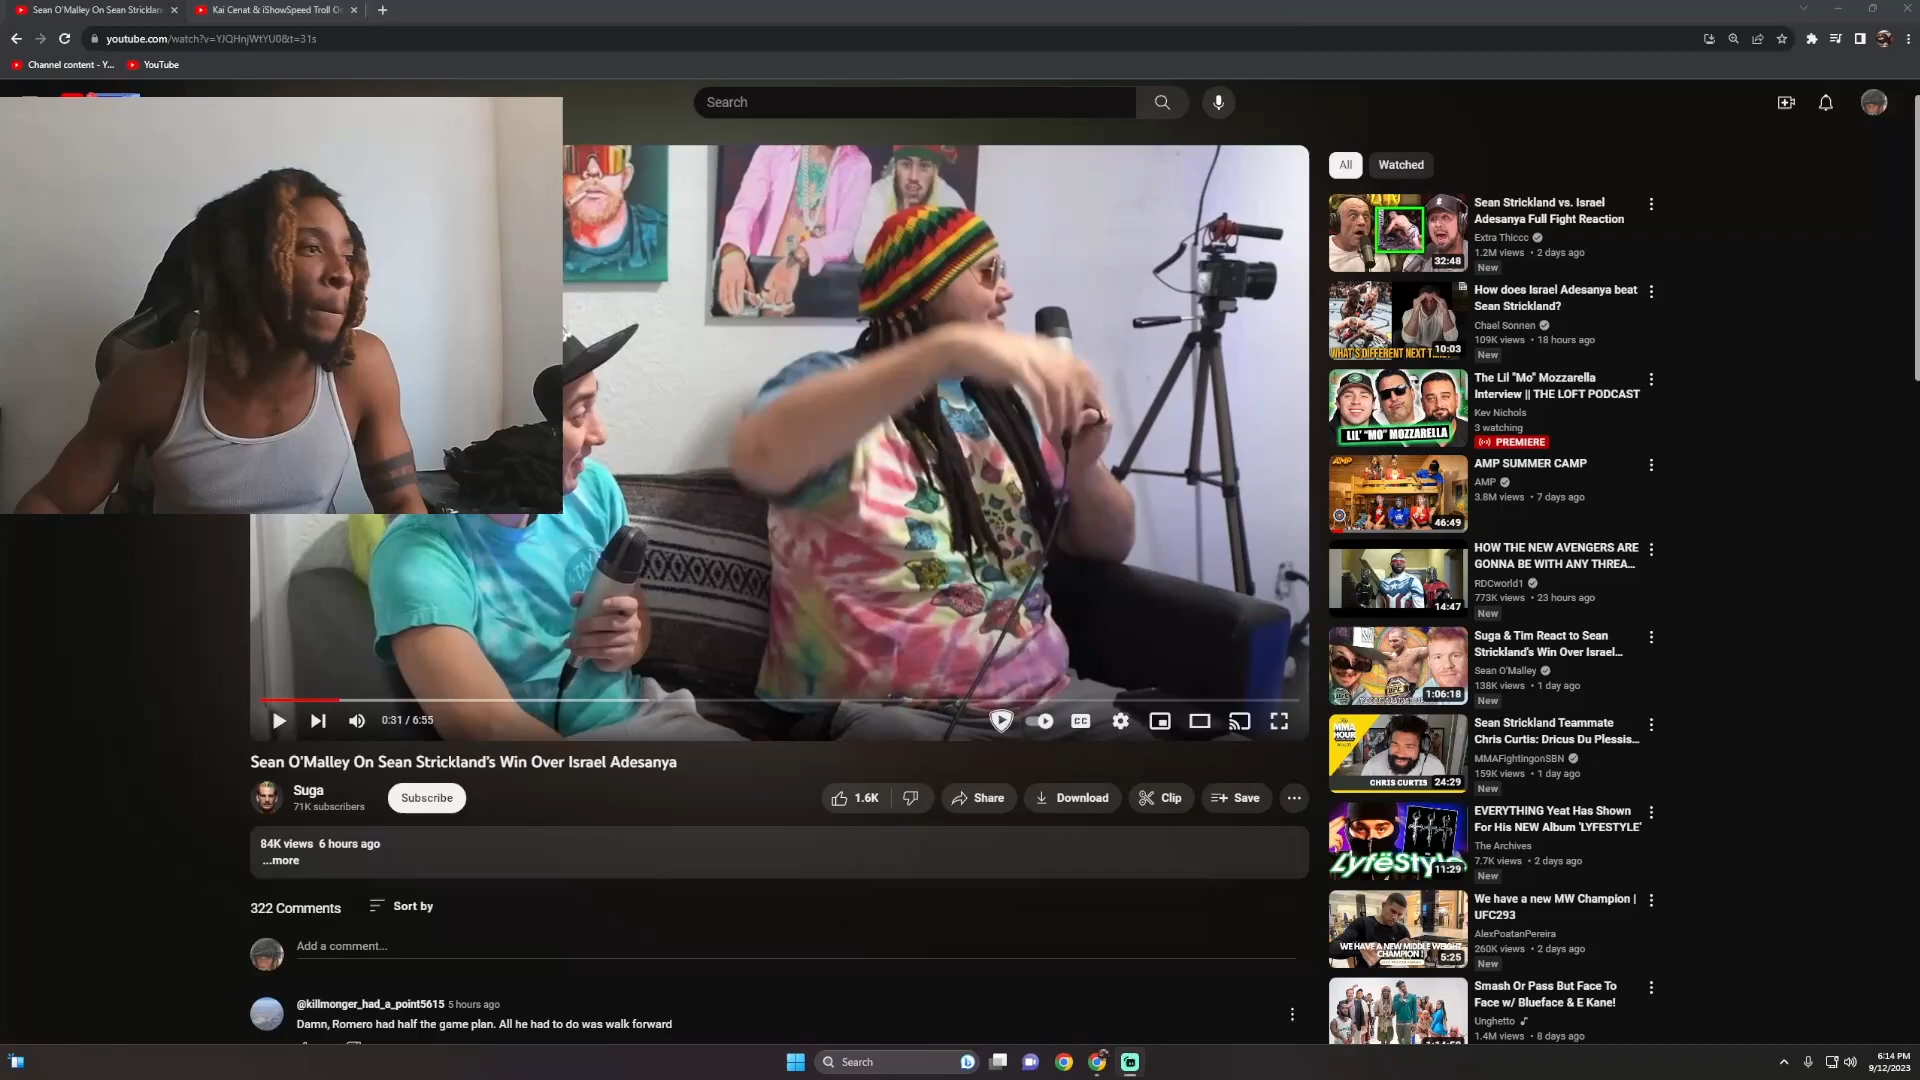 Sean O'Malley On Sean Stricklan
Kai Cenat & iShowSpeed Troll O
youtube.com/watch?v=YJQHnjWtYU0&t=31s
Channel content - Y...
YouTube
Search
All
Watched
Sean Strickland vs. Israel
Adesanya Full Fight Reaction
Extra Thiccc
1.2M views • 2 days ago
New
32:48
How does Israel Adesanya beat
Sean Strickland?
Chael Sonnen
109K views • 18 hours ago
New
WHAT'S DIFFERENT NEXT
10:03
The Lil "Mo" Mozzarella
Interview || THE LOFT PODCAST
Kev Nichols
3 watching
PREMIERE
LIL' "MO" MOZZARELLA
AMP SUMMER CAMP
AMP
3.8M views • 7 days ago
AMP
46:49
HOW THE NEW AVENGERS ARE
GONNA BE WITH ANY THREA...
RDCworld1
773K views • 23 hours ago
New
14:47
Suga & Tim React to Sean
Strickland's Win Over Israel...
Sean O'Malley
138K views • 1 day ago
New
1:06:18
Sean Strickland Teammate
Chris Curtis: Dricus Du Plessis...
MMAFightingonSBN
159K views • 1 day ago
New
THE
MMA
HOUR
CHRIS CURTIS
24:29
EVERYTHING Yeat Has Shown
For His NEW Album 'LYFESTYLE'
The Archives
7.7K views • 2 days ago
New
LyfëStyl
11:29
We have a new MW Champion |
UFC293
AlexPoatanPereira
260K views • 2 days ago
New
WE HAVE A NEW MIDDLE WEIGHT
CHAMPION !
5:25
Smash Or Pass But Face To
Face w/ Blueface & E Kane!
Unghetto
1.4M views • 8 days ago
0:31 / 6:55
CC
Sean O'Malley On Sean Strickland's Win Over Israel Adesanya
Suga
71K subscribers
Subscribe
1.6K
Share
Download
Clip
Save
84K views 6 hours ago
...more
322 Comments
Sort by
Add a comment...
@killmonger_had_a_point5615 5 hours ago
Damn, Romero had half the game plan. All he had to do was walk forward
Search
6:14 PM
9/12/2023